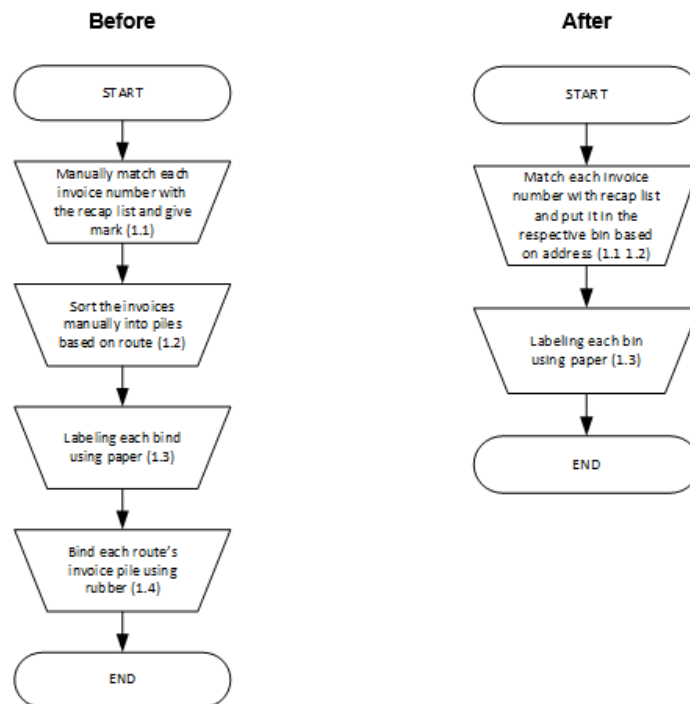 Before
START
Manually match each
invoice number with
the recap list and give
mark (1.1)
Sort the invoices
manually into piles
based on route (1.2)
Labeling each bind
using paper (1.3)
Bind each route's
invoice pile using
rubber (1.4)
END
After
START
Match each invoice
number with recap list
and put it in the
respective bin based
on address (1.1 1.2)
Labeling each bin
using paper (1.3)
END